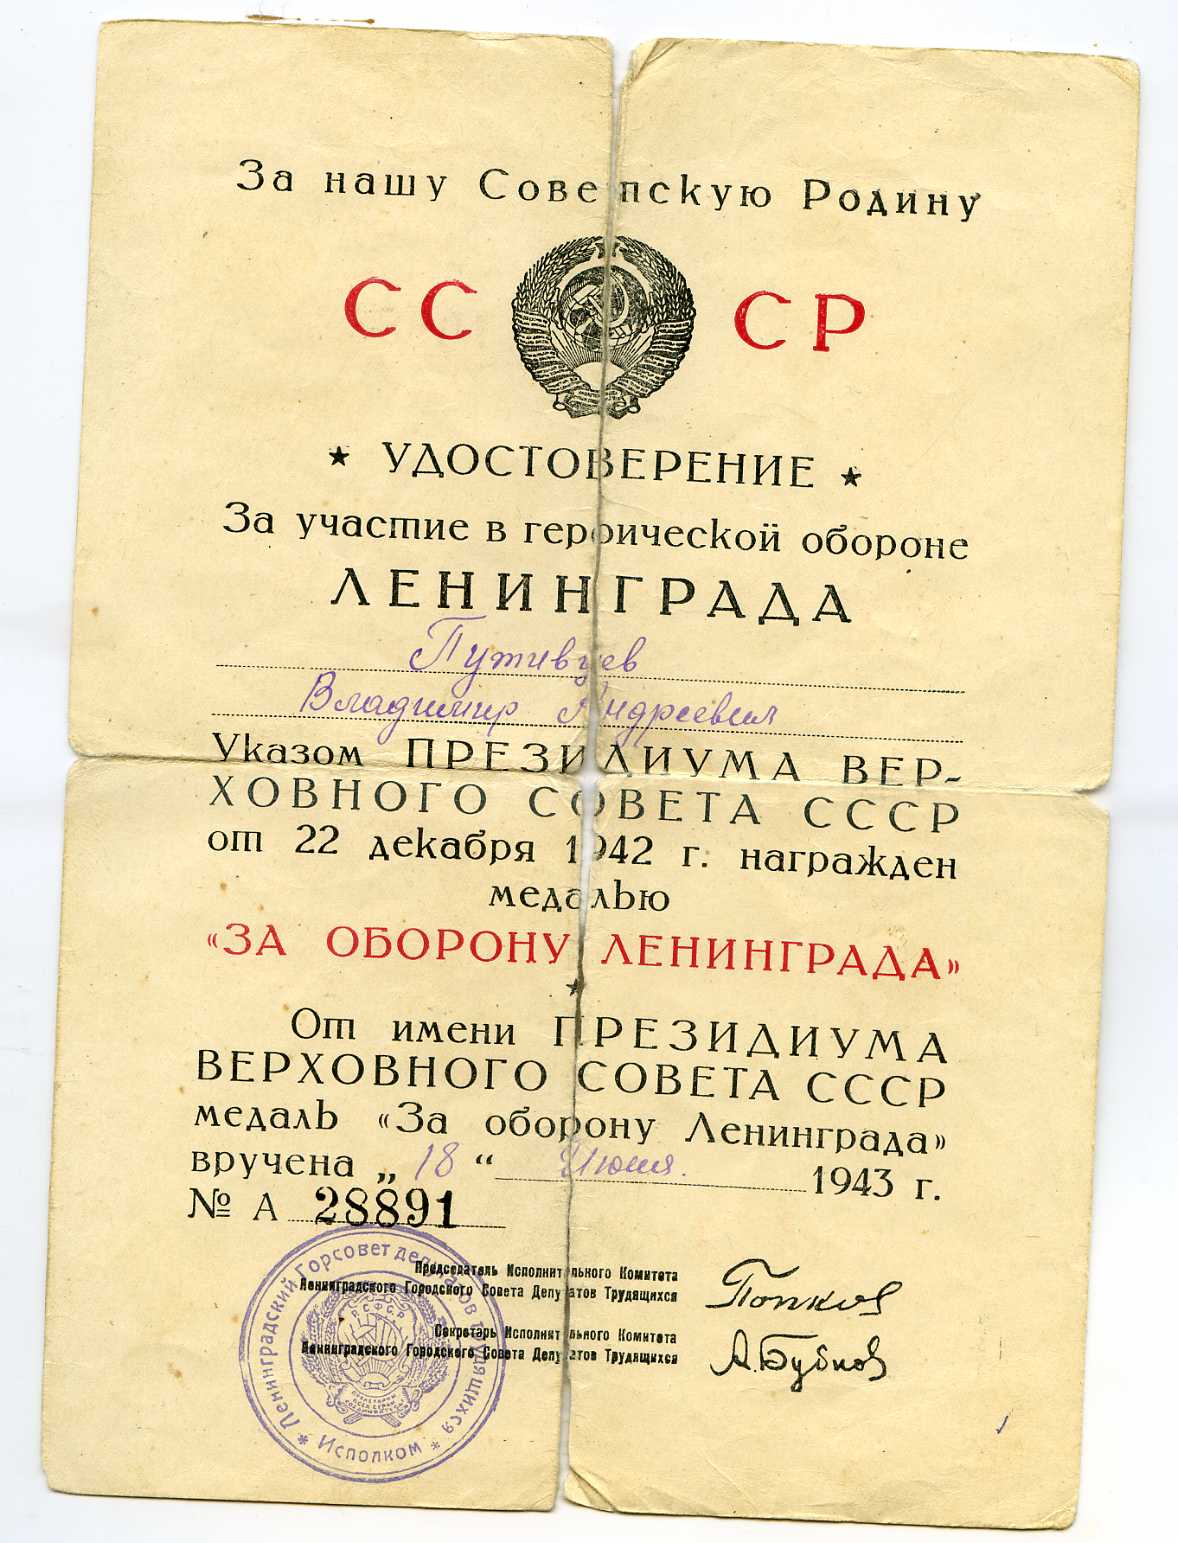 За нашу Советскую Родину
СССР
★ УДОСТОВЕРЕНИЕ ★
За участие в героической обороне
ЛЕНИНГРАДА
Путивцев
Владимир Андреевич
Указом ПРЕЗИДИУМА ВЕР-
ХОВНОГО СОВЕТА СССР
от 22 декабря 1942 г. награжден
медалью
«ЗА ОБОРОНУ ЛЕНИНГРАДА»
★
От имени ПРЕЗИДИУМА
ВЕРХОВНОГО СОВЕТА СССР
медаль «За оборону Ленинграда»
вручена „18“ Июня. 1943 г.
№ А 28891
Председатель Исполнительного Комитета
Ленинградского Городского Совета Депутатов Трудящихся
Попков
Секретарь Исполнительного Комитета
Ленинградского Городского Совета Депутатов Трудящихся
А.Бубнов
* Ленинградский Горсовет депутатов трудящихся *
Исполком
РСФСР